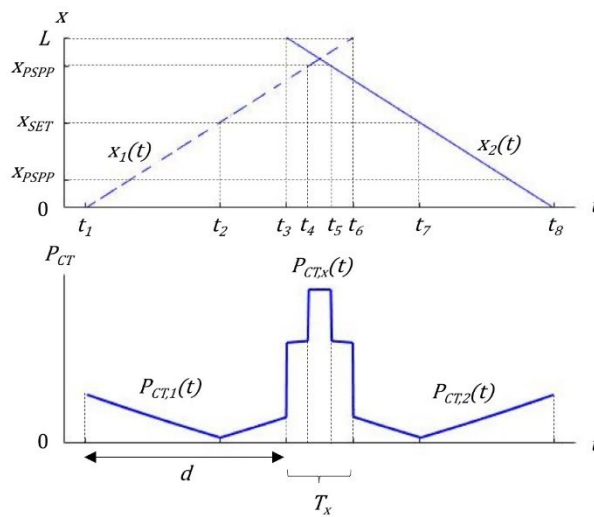 x
L
x_PSPP
x_SET
x_PSPP
0
x_1(t)
x_2(t)
t_1 t_2 t_3 t_4 t_5 t_6 t_7 t_8
t
P_CT
P_CT,x(t)
P_CT,1(t)
P_CT,2(t)
0
t
d
T_x